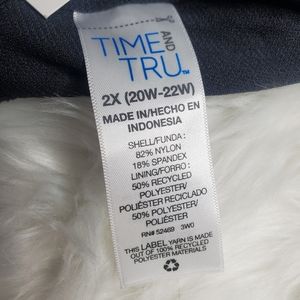 TIME AND
TRU™
2X (20W-22W)
MADE IN/HECHO EN
INDONESIA
SHELL/FUNDA:
82% NYLON
18% SPANDEX
LINING/FORRO:
50% RECYCLED
POLYESTER/
POLIÉSTER RECICLADO
50% POLYESTER/
POLIÉSTER
RN# 52469 3W0
THIS LABEL YARN IS MADE
OUT OF 100% RECYCLED
POLYESTER MATERIALS